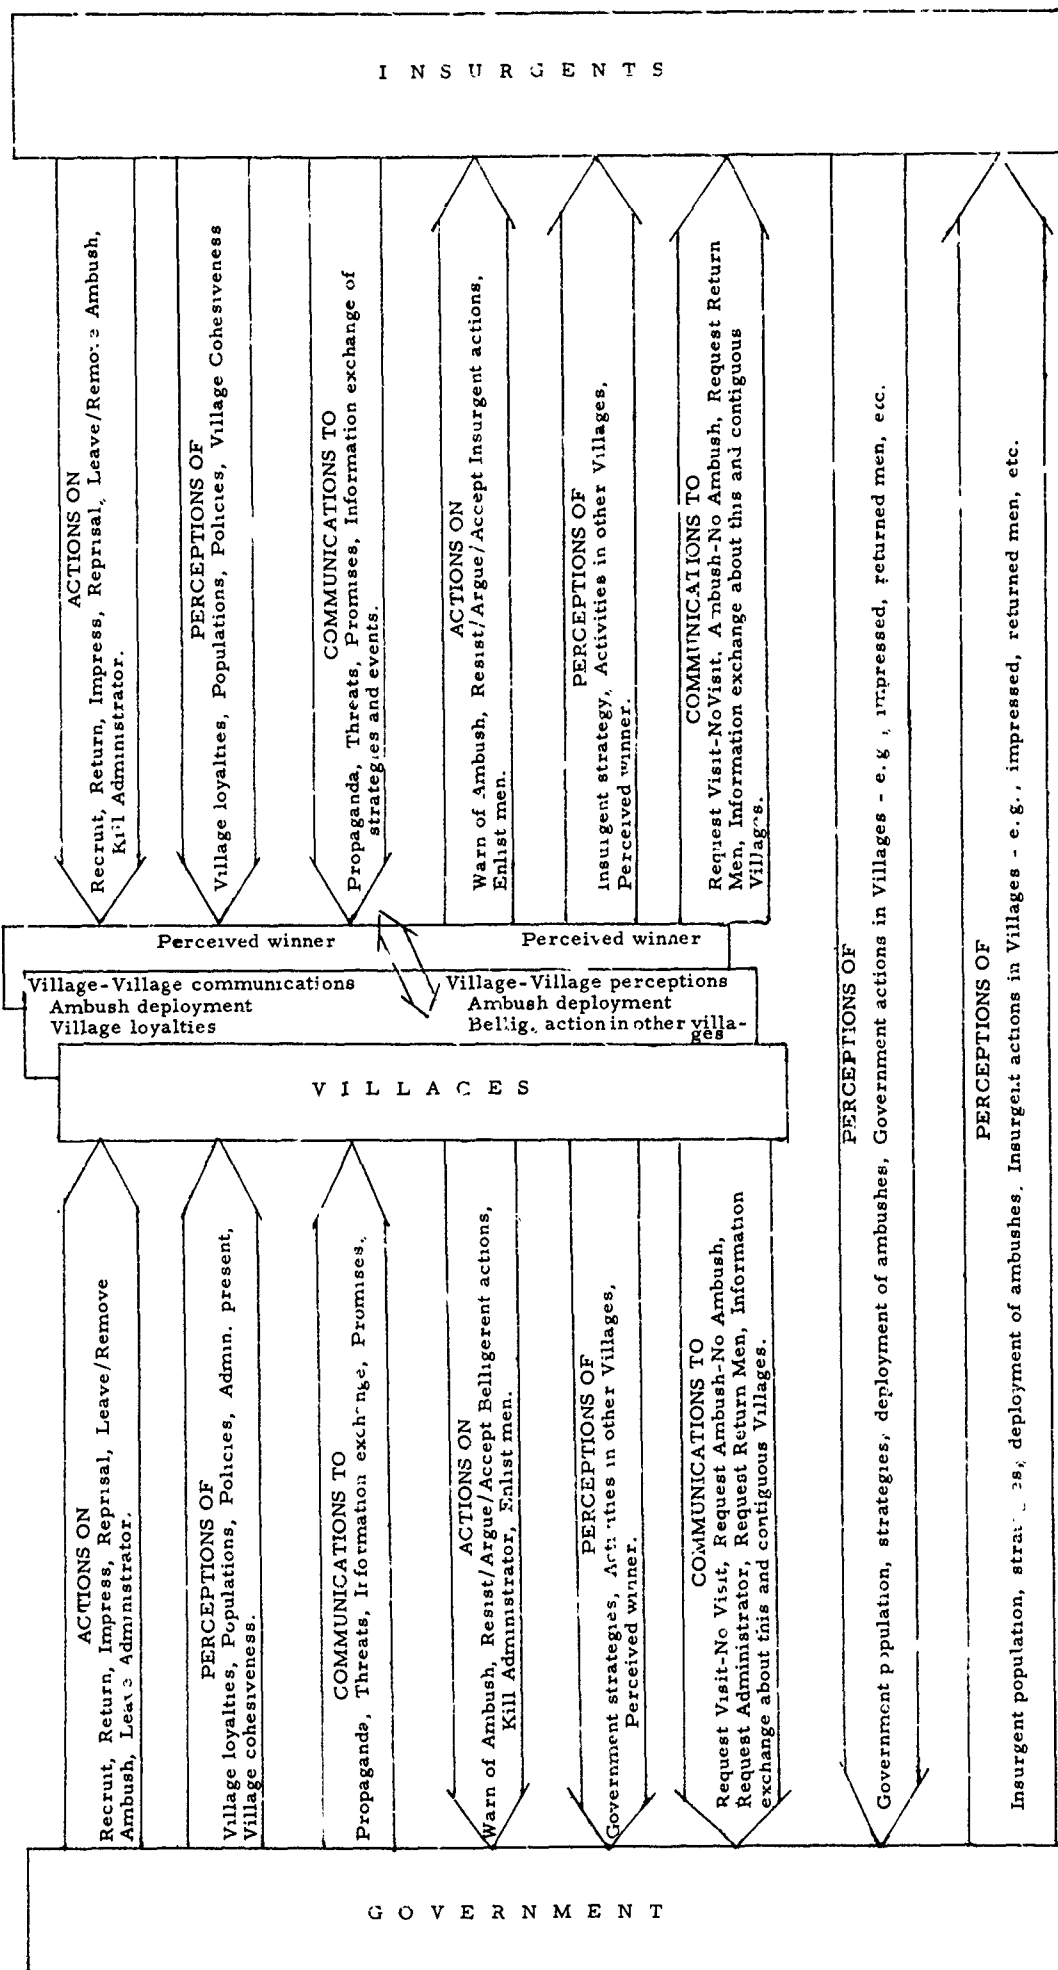 INSURGENTS
ACTIONS ON
Recruit, Return, Impress, Reprisal, Leave/Remove Ambush,
Kill Administrator.
PERCEPTIONS OF
Village loyalties, Populations, Policies, Village Cohesiveness
COMMUNICATIONS TO
Propaganda, Threats, Promises, Information exchange of
strategies and events.
ACTIONS ON
Warn of Ambush, Resist/Argue/Accept Insurgent actions,
Enlist men.
PERCEPTIONS OF
Insurgent strategy, Activities in other Villages,
Perceived winner.
COMMUNICATIONS TO
Request Visit-NoVisit. Ambush-No Ambush, Request Return
Men, Information exchange about this and contiguous
Villages.
Perceived winner
Perceived winner
Village-Village communications
Ambush deployment
Village loyalties
Village-Village perceptions
Ambush deployment
Bellig. action in other villa-
ges
VILLAGES
ACTIONS ON
Recruit, Return, Impress, Reprisal, Leave/Remove
Ambush, Leave Administrator.
PERCEPTIONS OF
Village loyalties, Populations, Policies, Admin. present,
Village cohesiveness.
COMMUNICATIONS TO
Propaganda, Threats, Information exchange, Promises.
ACTIONS ON
Warn of Ambush, Resist/Argue/Accept Belligerent actions,
Kill Administrator, Enlist men.
PERCEPTIONS OF
Government strategies, Activities in other Villages,
Perceived winner.
COMMUNICATIONS TO
Request Visit-No Visit, Request Ambush-No Ambush,
Request Administrator, Request Return Men, Information
exchange about this and contiguous Villages.
PERCEPTIONS OF
Government population, strategies, deployment of ambushes, Government actions in Villages - e.g., impressed, returned men, etc.
PERCEPTIONS OF
Insurgent population, strategies, deployment of ambushes. Insurgent actions in Villages - e.g., impressed, returned men, etc.
GOVERNMENT